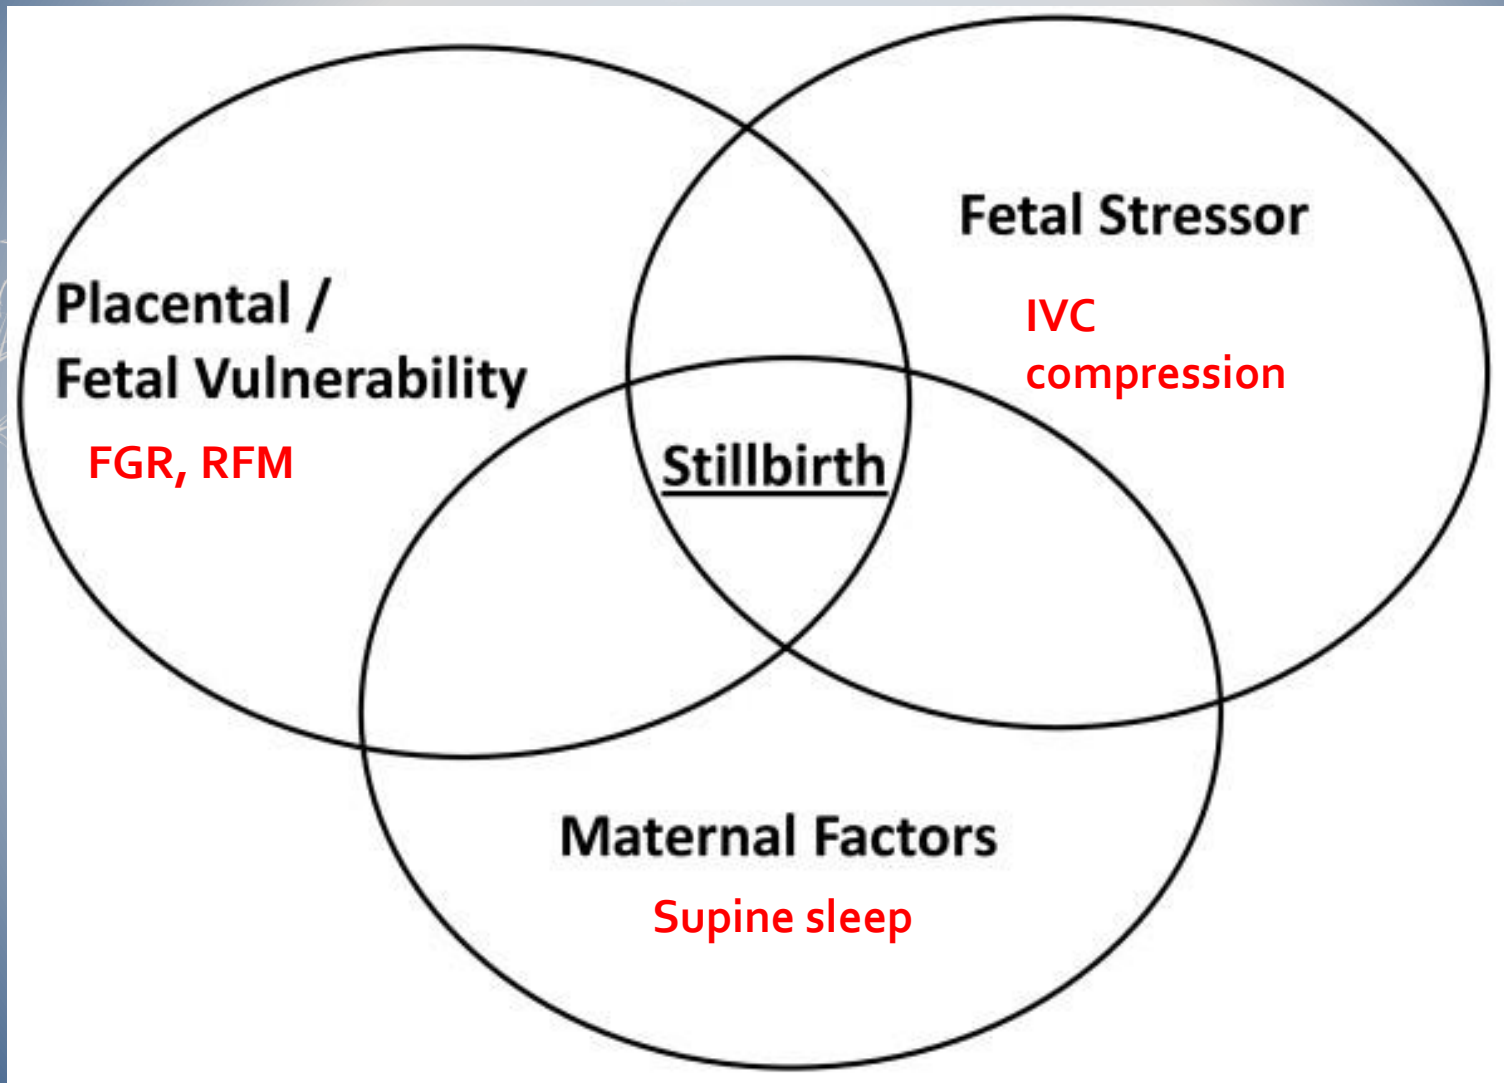 Placental /
Fetal Vulnerability
FGR, RFM
Fetal Stressor
IVC
compression
Stillbirth
Maternal Factors
Supine sleep